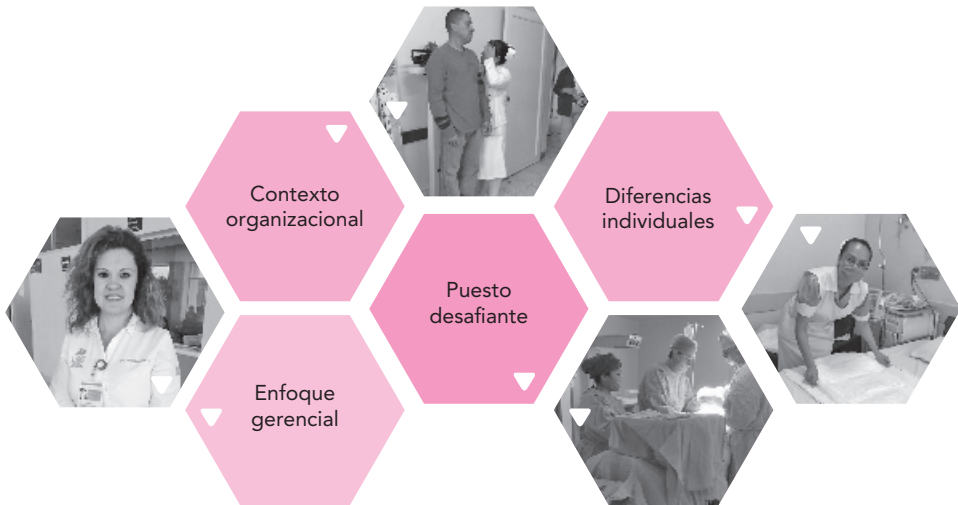 Contexto
organizacional
Diferencias
individuales
Puesto
desafiante
Enfoque
gerencial